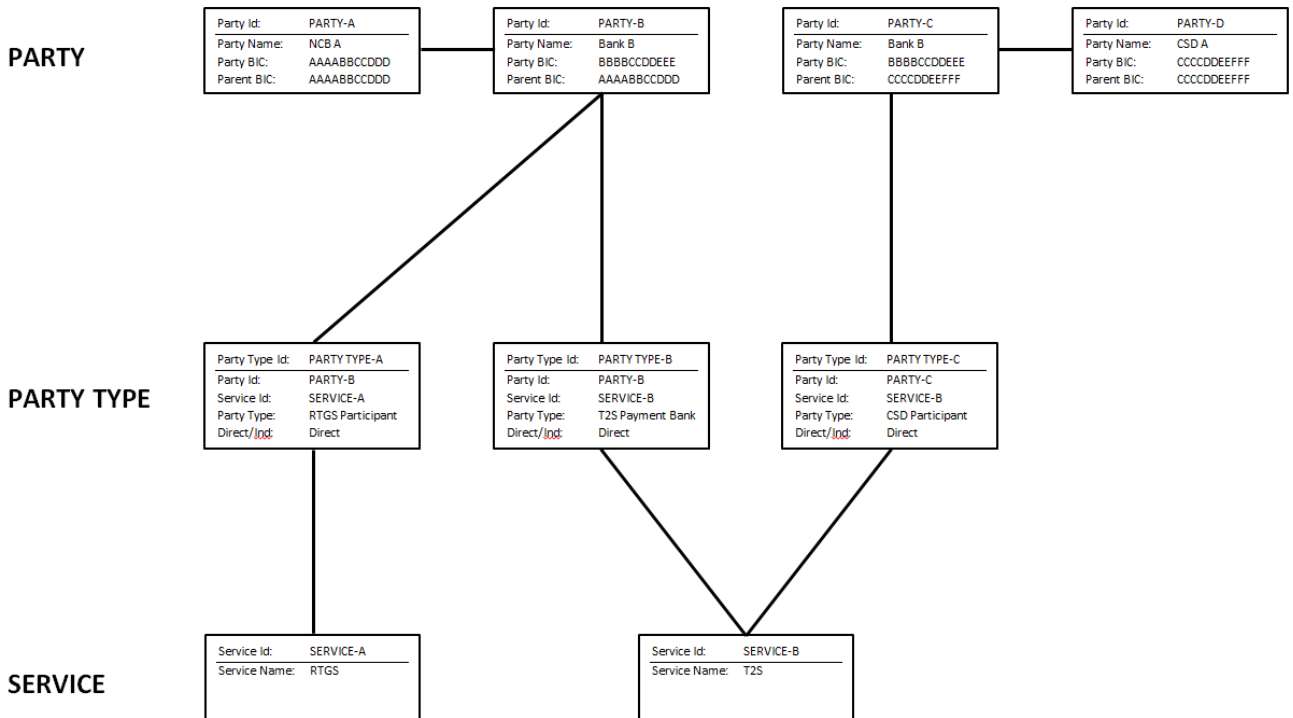 PARTY
Party Id: PARTY-A
Party Name: NCB A
Party BIC: AAAABBCCDDD
Parent BIC: AAAABBCCDDD
Party Id: PARTY-B
Party Name: Bank B
Party BIC: BBBBCCDDEEE
Parent BIC: AAAABBCCDDD
Party Id: PARTY-C
Party Name: Bank B
Party BIC: BBBBCCDDEEE
Parent BIC: CCCCDDEEFFF
Party Id: PARTY-D
Party Name: CSD A
Party BIC: CCCCDDEEFFF
Parent BIC: CCCCDDEEFFF
PARTY TYPE
Party Type Id: PARTY TYPE-A
Party Id: PARTY-B
Service Id: SERVICE-A
Party Type: RTGS Participant
Direct/Ind: Direct
Party Type Id: PARTY TYPE-B
Party Id: PARTY-B
Service Id: SERVICE-B
Party Type: T2S Payment Bank
Direct/Ind: Direct
Party Type Id: PARTY TYPE-C
Party Id: PARTY-C
Service Id: SERVICE-B
Party Type: CSD Participant
Direct/Ind: Direct
SERVICE
Service Id: SERVICE-A
Service Name: RTGS
Service Id: SERVICE-B
Service Name: T2S